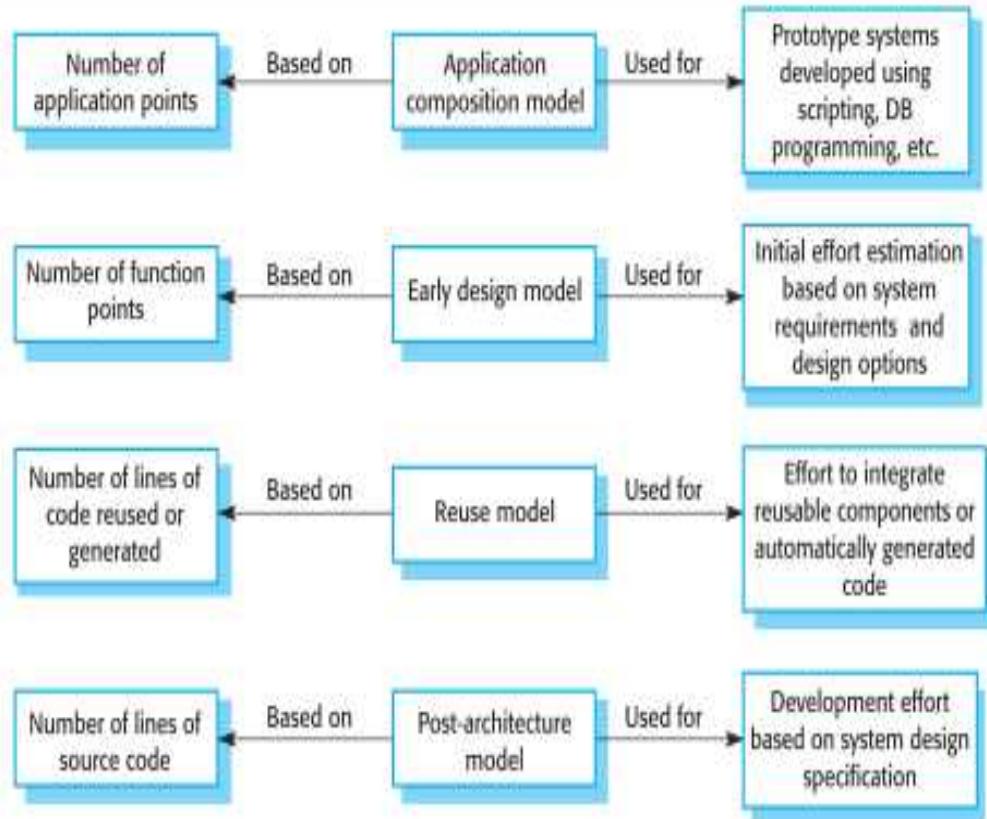 Number of
application points
Based on
Application
composition model
Used for
Prototype systems
developed using
scripting, DB
programming, etc.
Number of function
points
Based on
Early design model
Used for
Initial effort estimation
based on system
requirements and
design options
Number of lines of
code reused or
generated
Based on
Reuse model
Used for
Effort to integrate
reusable components or
automatically generated
code
Number of lines of
source code
Based on
Post-architecture
model
Used for
Development effort
based on system design
specification